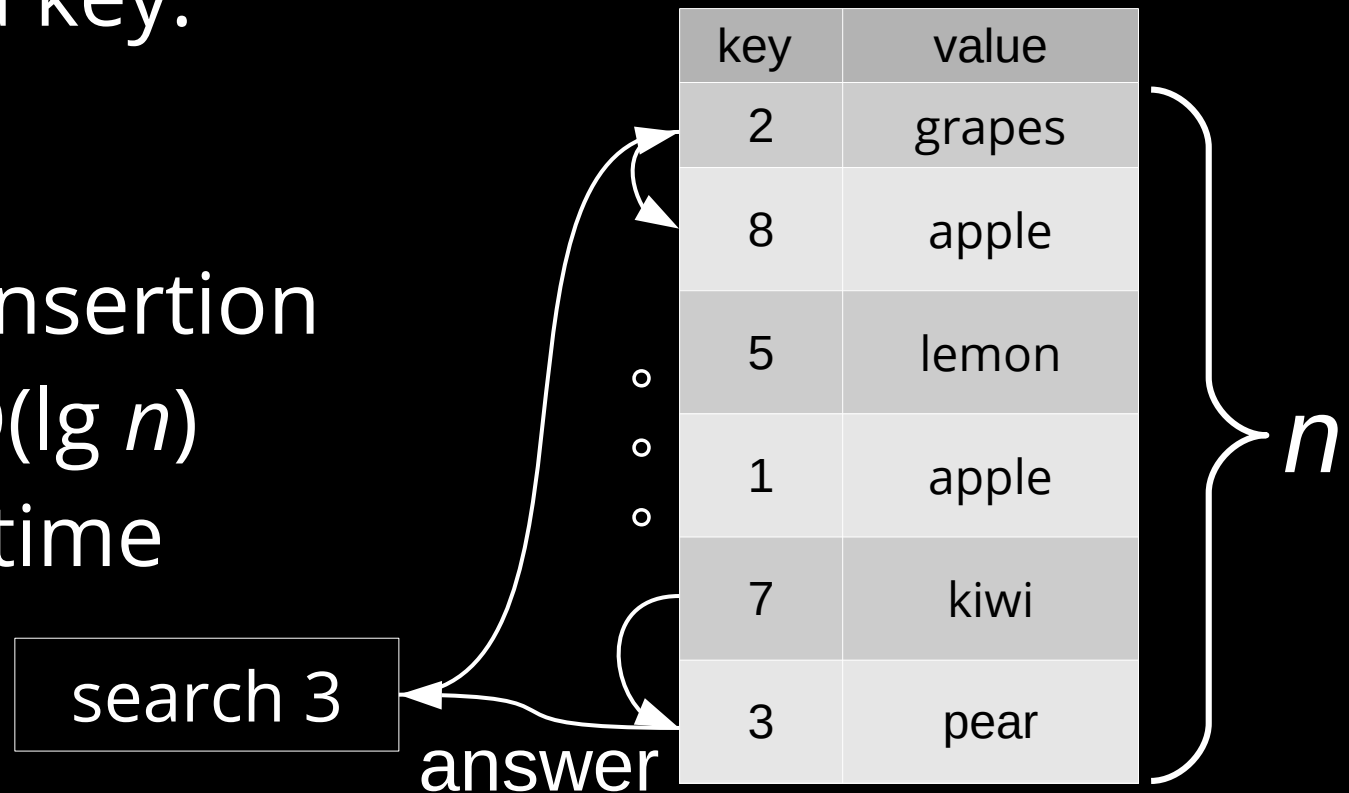 key.
key value
2 grapes
8 apple
nsertion
5 lemon
(lg n)
n
1 apple
time
7 kiwi
search 3
3 pear
answer